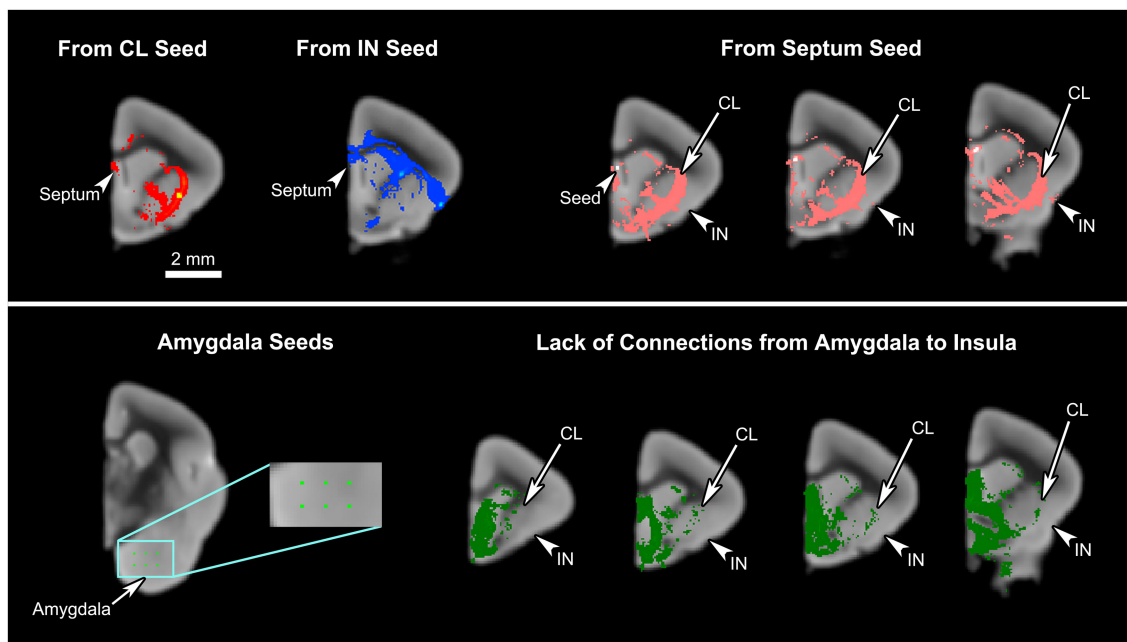 From CL Seed
From IN Seed
From Septum Seed
CL
CL
CL
Septum
Septum
Seed
IN
IN
IN
2 mm
Amygdala Seeds
Lack of Connections from Amygdala to Insula
CL
CL
CL
CL
IN
IN
IN
IN
Amygdala